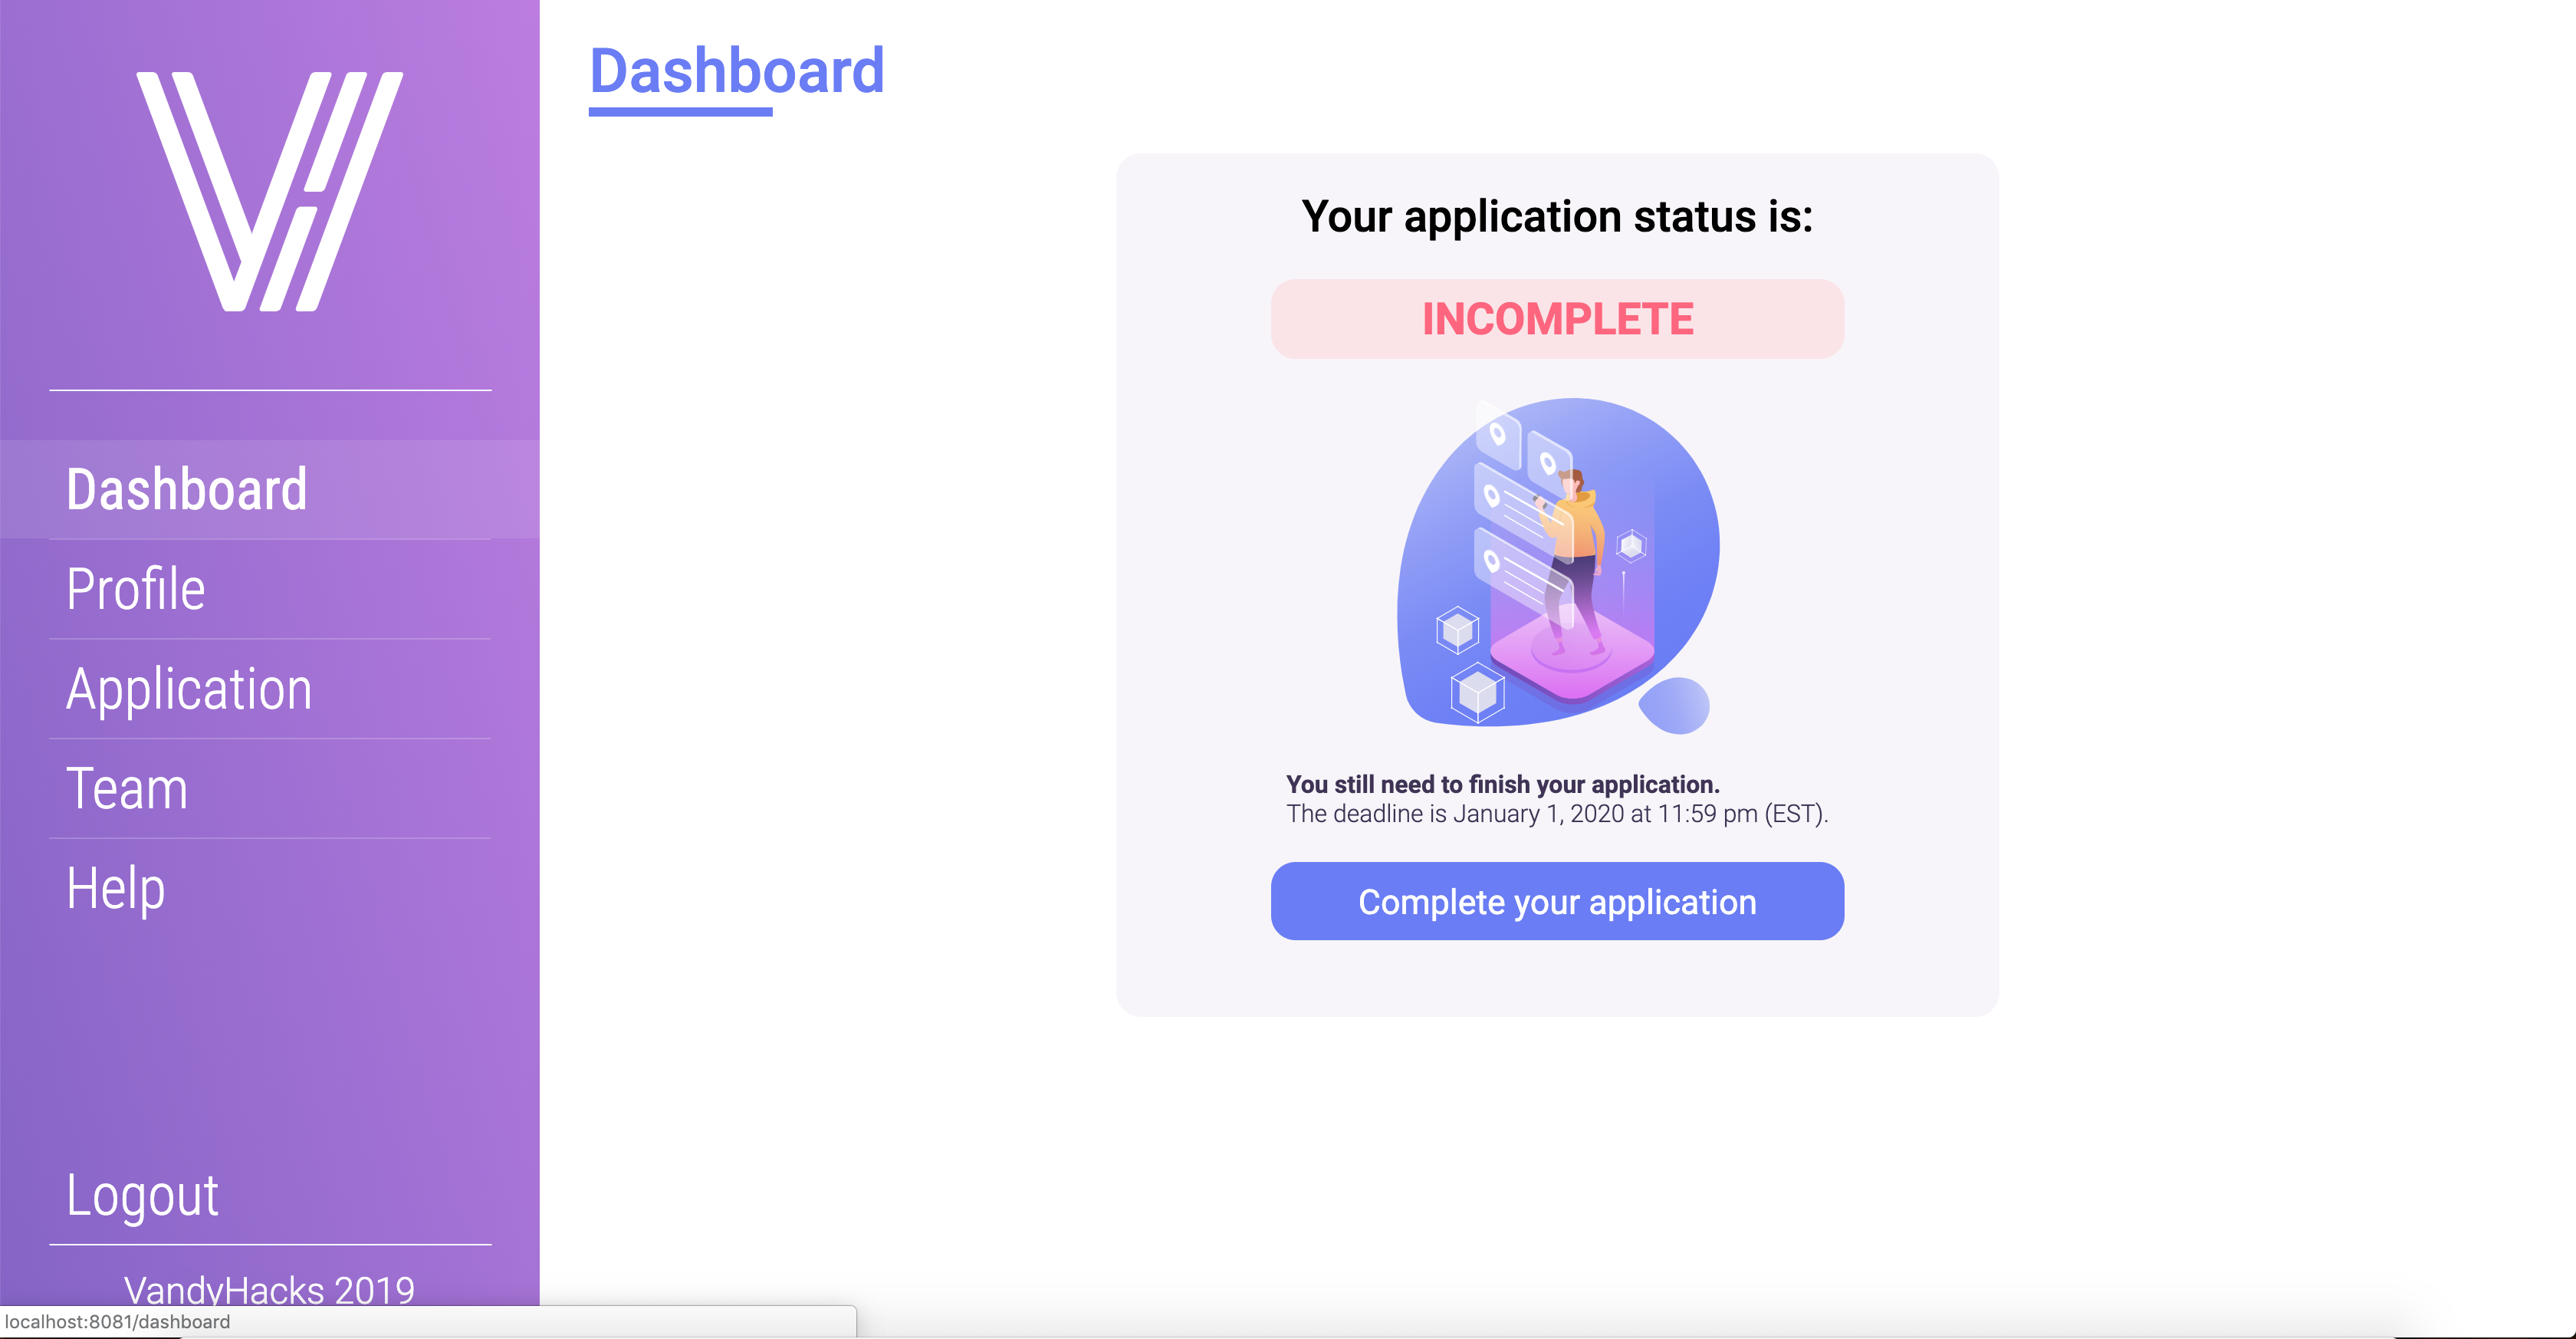 Dashboard
Profile
Application
Team
Help
Logout
VandyHacks 2019
localhost:8081/dashboard
Dashboard
Your application status is:
INCOMPLETE
You still need to finish your application.
The deadline is January 1, 2020 at 11:59 pm (EST).
Complete your application